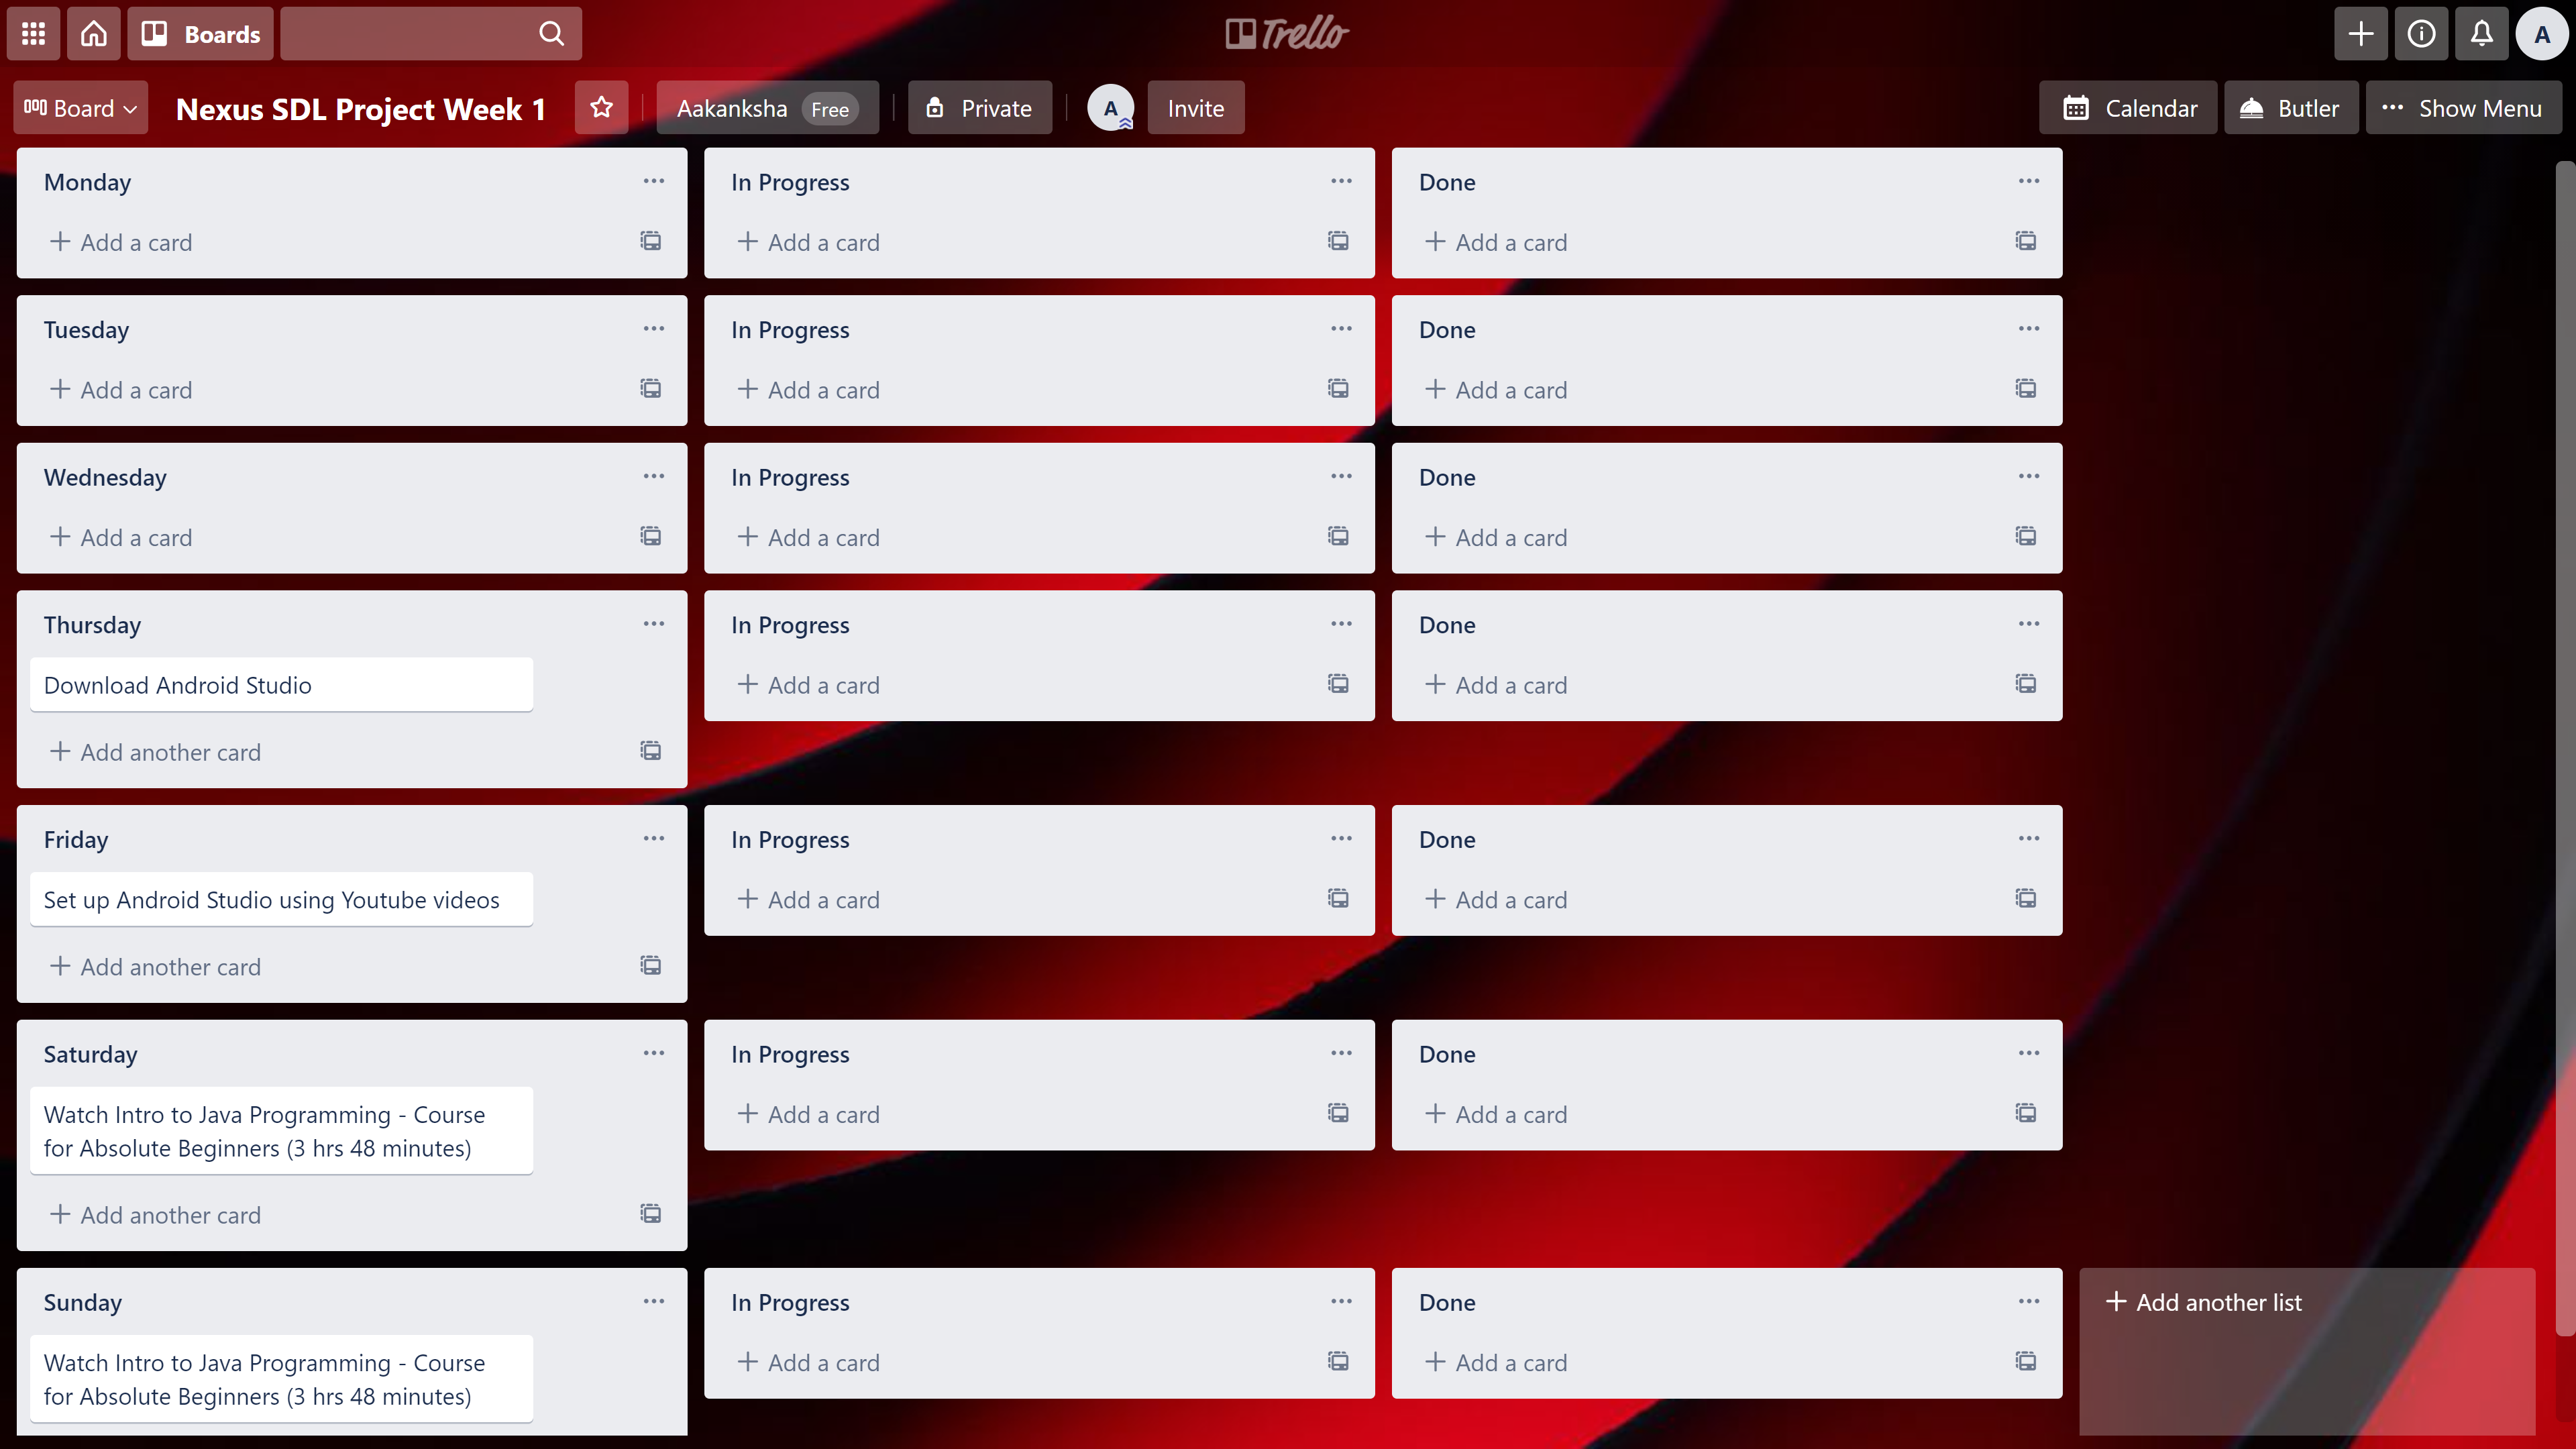 Boards
Trello
A
Board
Nexus SDL Project Week 1
Aakanksha Free
Private
A
Invite
Calendar
Butler
Show Menu
Monday
+ Add a card
In Progress
+ Add a card
Done
+ Add a card
Tuesday
+ Add a card
In Progress
+ Add a card
Done
+ Add a card
Wednesday
+ Add a card
In Progress
+ Add a card
Done
+ Add a card
Thursday
Download Android Studio
+ Add another card
In Progress
+ Add a card
Done
+ Add a card
Friday
Set up Android Studio using Youtube videos
+ Add another card
In Progress
+ Add a card
Done
+ Add a card
Saturday
Watch Intro to Java Programming - Course
for Absolute Beginners (3 hrs 48 minutes)
+ Add another card
In Progress
+ Add a card
Done
+ Add a card
Sunday
Watch Intro to Java Programming - Course
for Absolute Beginners (3 hrs 48 minutes)
In Progress
+ Add a card
Done
+ Add a card
+ Add another list